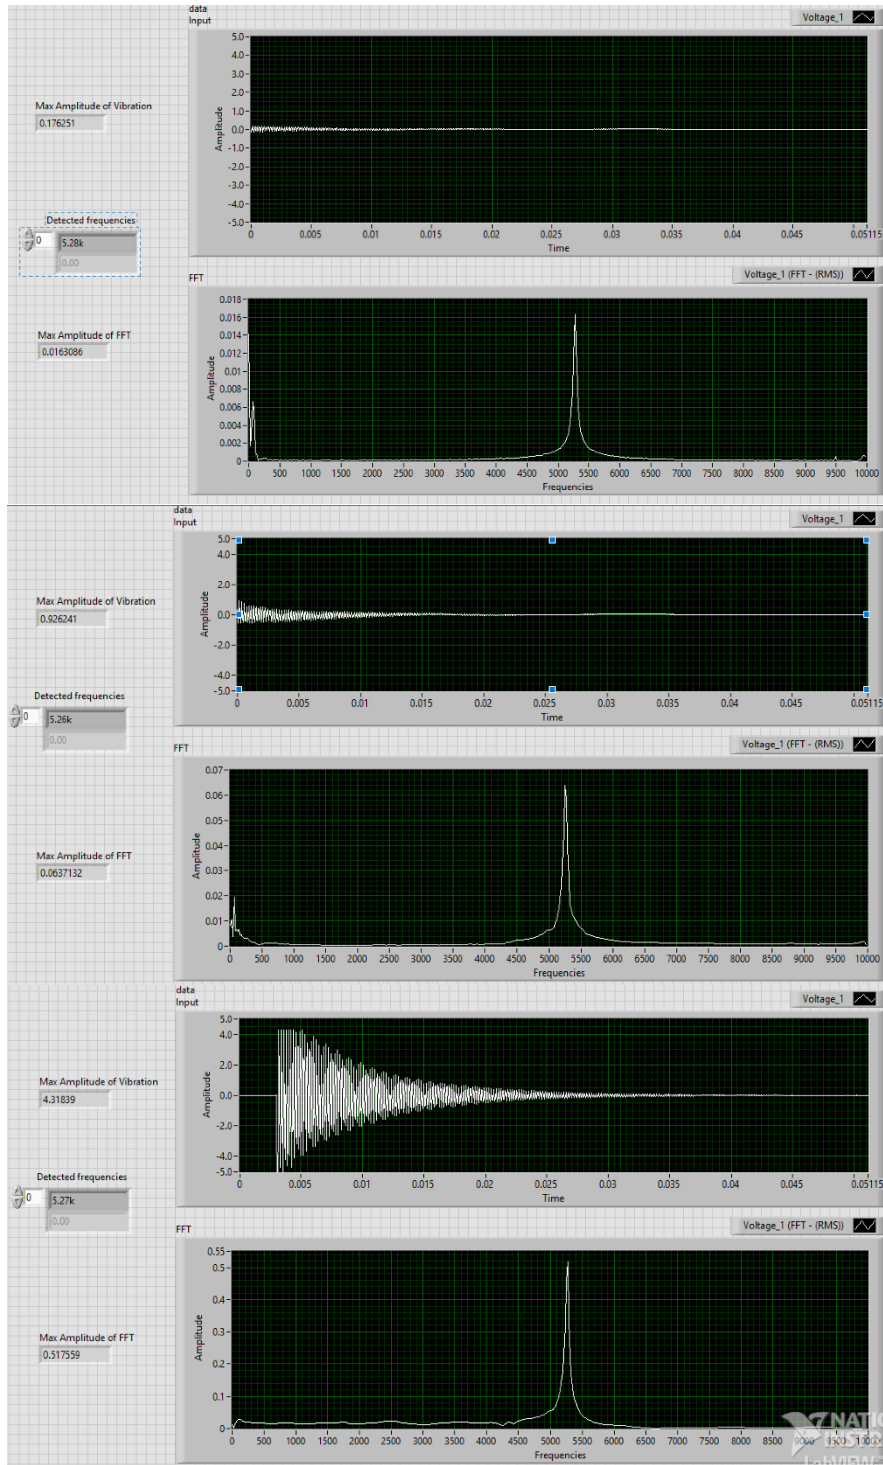 data
Input
Voltage_1
Max Amplitude of Vibration
0.176251
Amplitude
5.0
4.0
3.0
2.0
1.0
0.0
-1.0
-2.0
-3.0
-4.0
-5.0
0 0.005 0.01 0.015 0.02 0.025 0.03 0.035 0.04 0.045 0.05115
Time
Detected frequencies
0 5.28k
0.00
FFT
Voltage_1 (FFT - (RMS))
Max Amplitude of FFT
0.0163086
Amplitude
0.018
0.016
0.014
0.012
0.01
0.008
0.006
0.004
0.002
0
0 500 1000 1500 2000 2500 3000 3500 4000 4500 5000 5500 6000 6500 7000 7500 8000 8500 9000 9500 10000
Frequencies
data
Input
Voltage_1
Max Amplitude of Vibration
0.926241
Amplitude
5.0
4.0
2.0
0.0
-2.0
-4.0
-5.0
0 0.005 0.01 0.015 0.02 0.025 0.03 0.035 0.04 0.045 0.05115
Time
Detected frequencies
0 5.26k
0.00
FFT
Voltage_1 (FFT - (RMS))
Max Amplitude of FFT
0.0637132
Amplitude
0.07
0.06
0.05
0.04
0.03
0.02
0.01
0
0 500 1000 1500 2000 2500 3000 3500 4000 4500 5000 5500 6000 6500 7000 7500 8000 8500 9000 9500 10000
Frequencies
data
Input
Voltage_1
Max Amplitude of Vibration
4.31839
Amplitude
5.0
4.0
2.0
0.0
-2.0
-4.0
-5.0
0 0.005 0.01 0.015 0.02 0.025 0.03 0.035 0.04 0.045 0.05115
Time
Detected frequencies
0 5.27k
0.00
FFT
Voltage_1 (FFT - (RMS))
Max Amplitude of FFT
0.517559
Amplitude
0.55
0.5
0.4
0.3
0.2
0.1
0
0 500 1000 1500 2000 2500 3000 3500 4000 4500 5000 5500 6000 6500 7000 7500 8000 8500 9000 9500 10000
Frequencies
NATIO
INSTR
LabVIEW